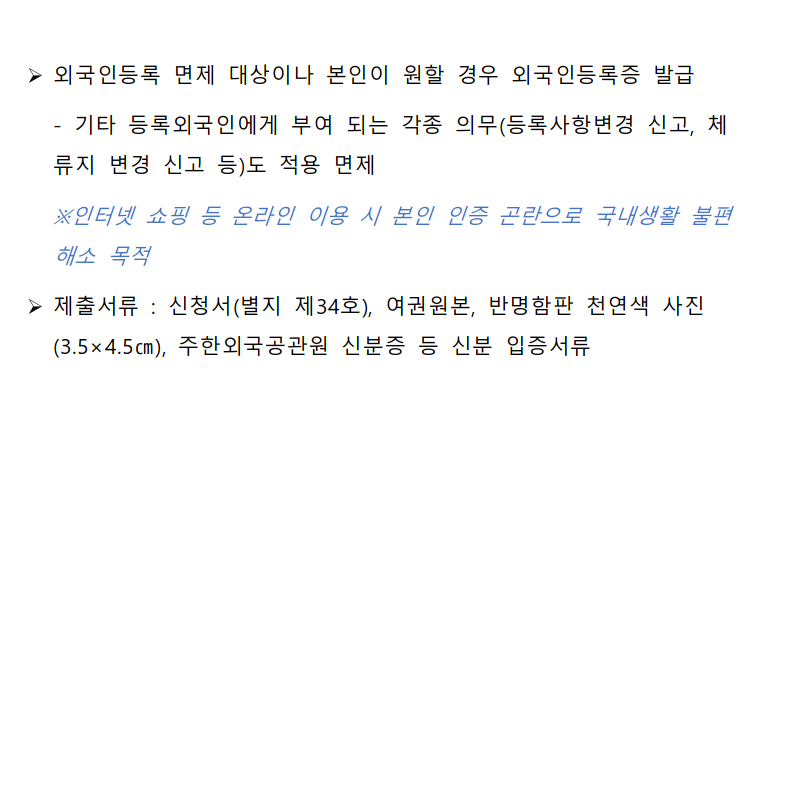 ➢ 외국인등록 면제 대상이나 본인이 원할 경우 외국인등록증 발급
- 기타 등록외국인에게 부여 되는 각종 의무(등록사항변경 신고, 체
류지 변경 신고 등)도 적용 면제
※인터넷 쇼핑 등 온라인 이용 시 본인 인증 곤란으로 국내생활 불편
해소 목적
➢ 제출서류 : 신청서(별지 제34호), 여권원본, 반명함판 천연색 사진
(3.5×4.5㎝), 주한외국공관원 신분증 등 신분 입증서류